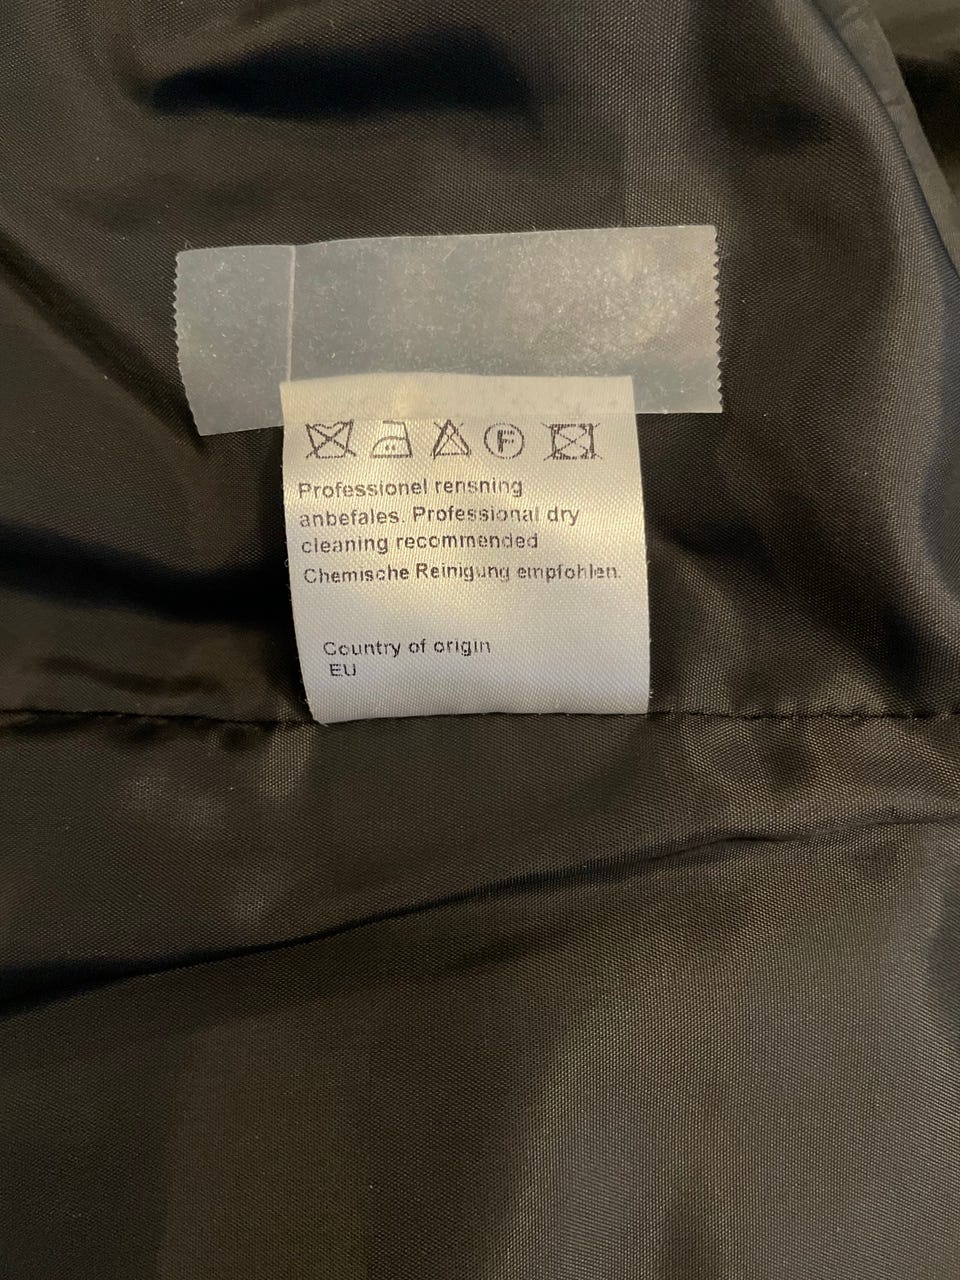 F
Professionel rensning
anbefales. Professional dry
cleaning recommended
Chemische Reinigung empfohlen.
Country of origin
EU